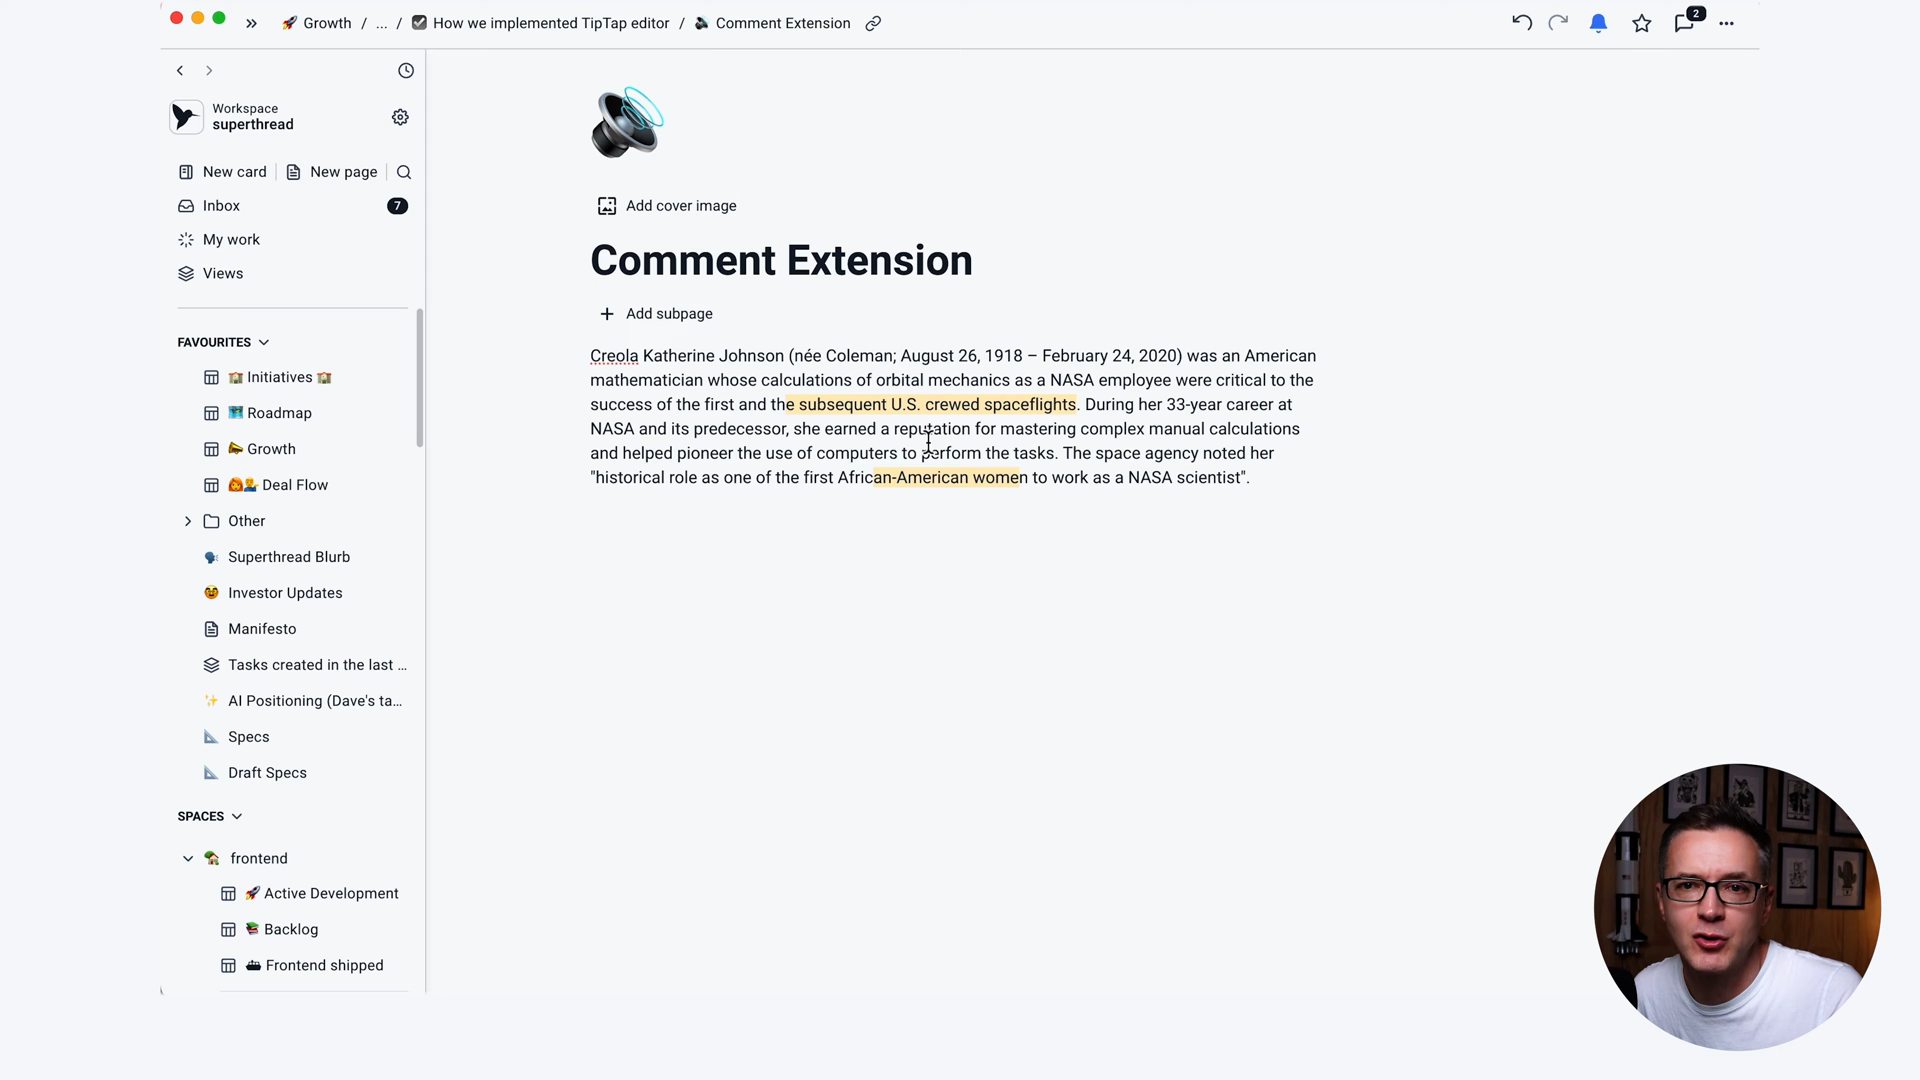 Growth / ... / How we implemented TipTap editor / Comment Extension
2
Workspace
superthread
New card
New page
Inbox
7
My work
Views
FAVOURITES
Initiatives
Roadmap
Growth
Deal Flow
Other
Superthread Blurb
Investor Updates
Manifesto
Tasks created in the last ...
AI Positioning (Dave's ta...
Specs
Draft Specs
SPACES
frontend
Active Development
Backlog
Frontend shipped
Add cover image
Comment Extension
Add subpage
Creola Katherine Johnson (née Coleman; August 26, 1918 – February 24, 2020) was an American
mathematician whose calculations of orbital mechanics as a NASA employee were critical to the
success of the first and the subsequent U.S. crewed spaceflights. During her 33-year career at
NASA and its predecessor, she earned a reputation for mastering complex manual calculations
and helped pioneer the use of computers to perform the tasks. The space agency noted her
"historical role as one of the first African-American women to work as a NASA scientist".